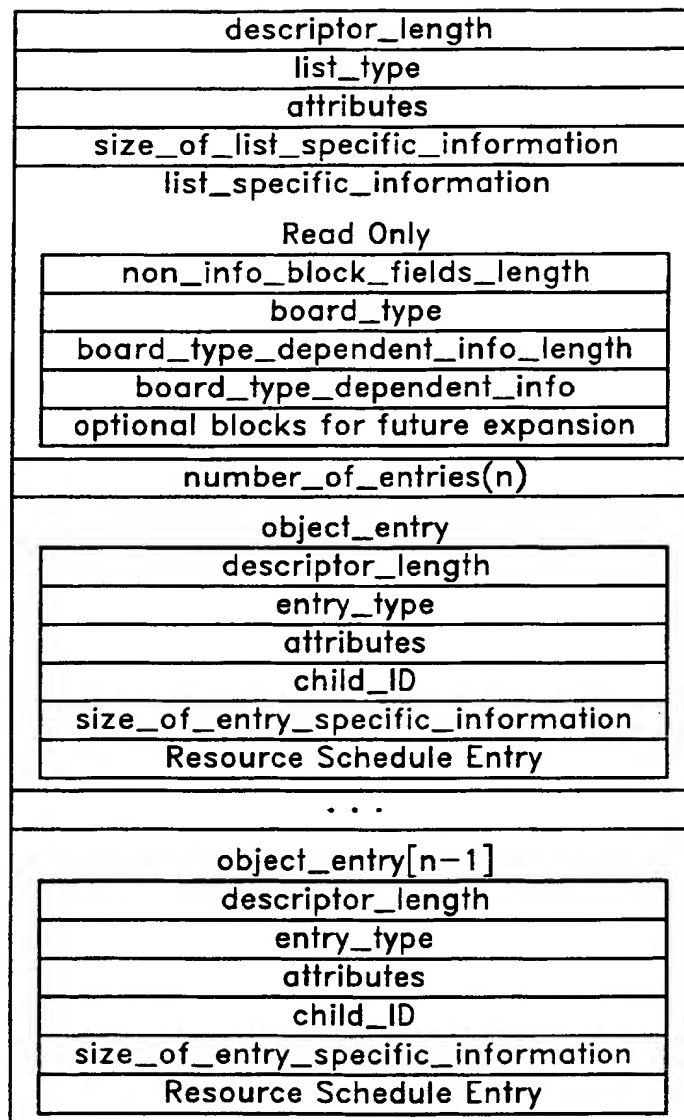 descriptor_length
list_type
attributes
size_of_list_specific_information
list_specific_information
Read Only
non_info_block_fields_length
board_type
board_type_dependent_info_length
board_type_dependent_info
optional blocks for future expansion
number_of_entries(n)
object_entry
descriptor_length
entry_type
attributes
child_ID
size_of_entry_specific_information
Resource Schedule Entry
. . .
object_entry[n-1]
descriptor_length
entry_type
attributes
child_ID
size_of_entry_specific_information
Resource Schedule Entry